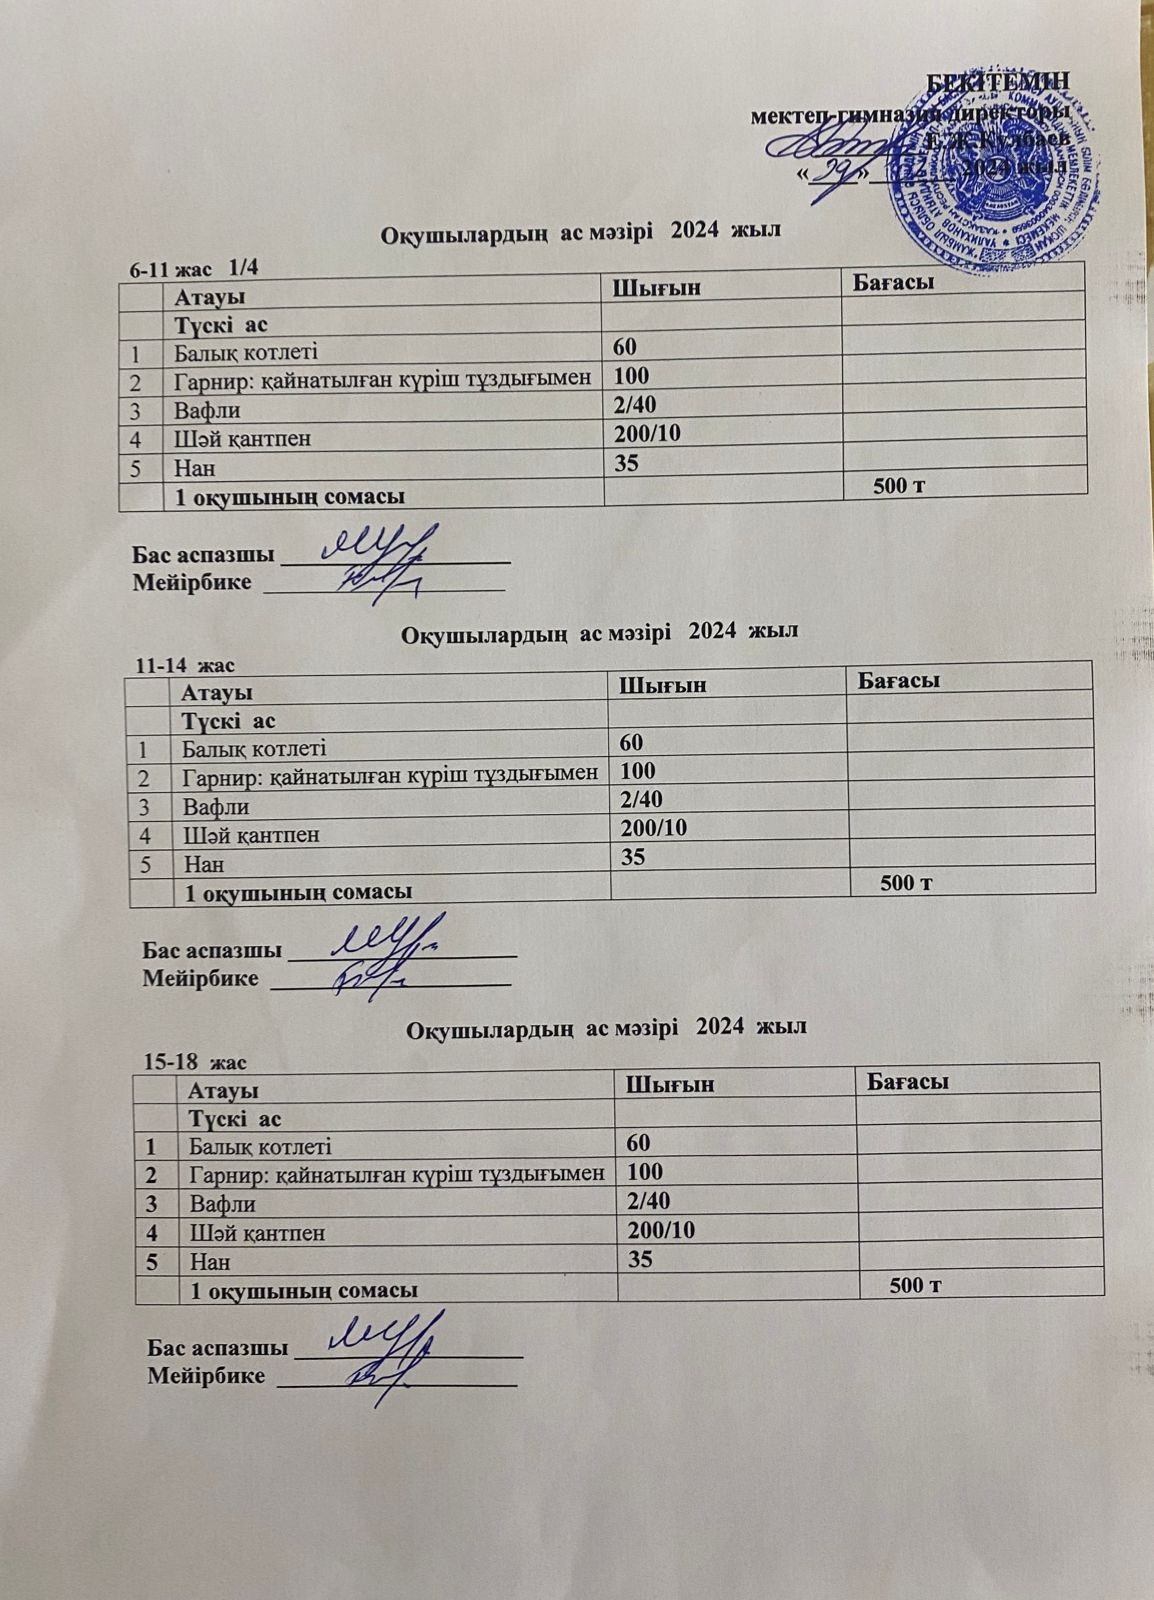 БЕКІТЕМІН
мектеп-гимназия директоры
Е.Ж.Кулбаев
« » 2024 жыл
Оқушылардың ас мәзірі 2024 жыл
6-11 жас 1/4
Атауы Шығын Бағасы
Түскі ас
1 Балық котлеті 60
2 Гарнир: қайнатылған күріш тұздығымен 100
3 Вафли 2/40
4 Шәй қантпен 200/10
5 Нан 35
1 оқушының сомасы 500 т
Бас аспазшы
Мейірбике
Оқушылардың ас мәзірі 2024 жыл
11-14 жас
Атауы Шығын Бағасы
Түскі ас
1 Балық котлеті 60
2 Гарнир: қайнатылған күріш тұздығымен 100
3 Вафли 2/40
4 Шәй қантпен 200/10
5 Нан 35
1 оқушының сомасы 500 т
Бас аспазшы
Мейірбике
Оқушылардың ас мәзірі 2024 жыл
15-18 жас
Атауы Шығын Бағасы
Түскі ас
1 Балық котлеті 60
2 Гарнир: қайнатылған күріш тұздығымен 100
3 Вафли 2/40
4 Шәй қантпен 200/10
5 Нан 35
1 оқушының сомасы 500 т
Бас аспазшы
Мейірбике